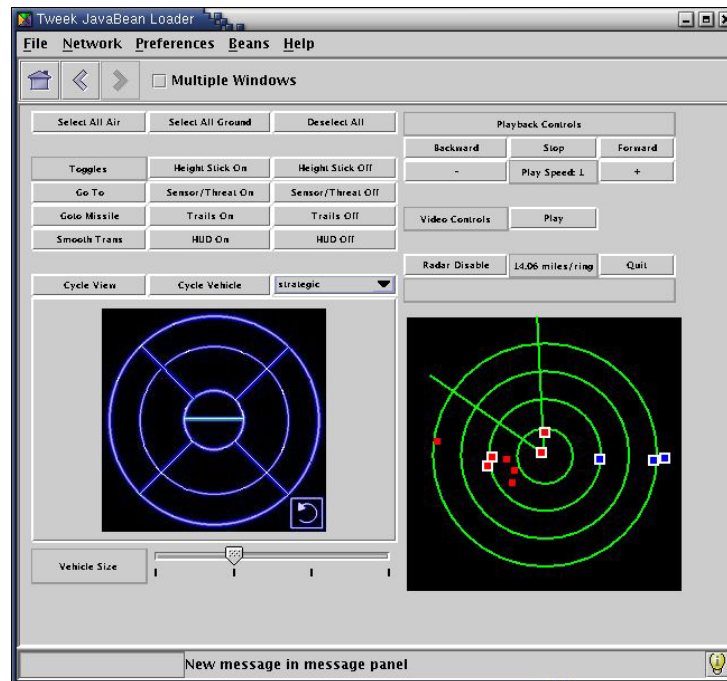 Tweek JavaBean Loader
File Network Preferences Beans Help
Multiple Windows
Select All Air Select All Ground Deselect All
Playback Controls
Backward Stop Forward
- Play Speed: 1 +
Toggles Height Stick On Height Stick Off
Go To Sensor/Threat On Sensor/Threat Off
Goto Missile Trails On Trails Off
Smooth Trans HUD On HUD Off
Video Controls Play
Radar Disable 14.06 miles/ring Quit
Cycle View Cycle Vehicle strategic
Vehicle Size
New message in message panel